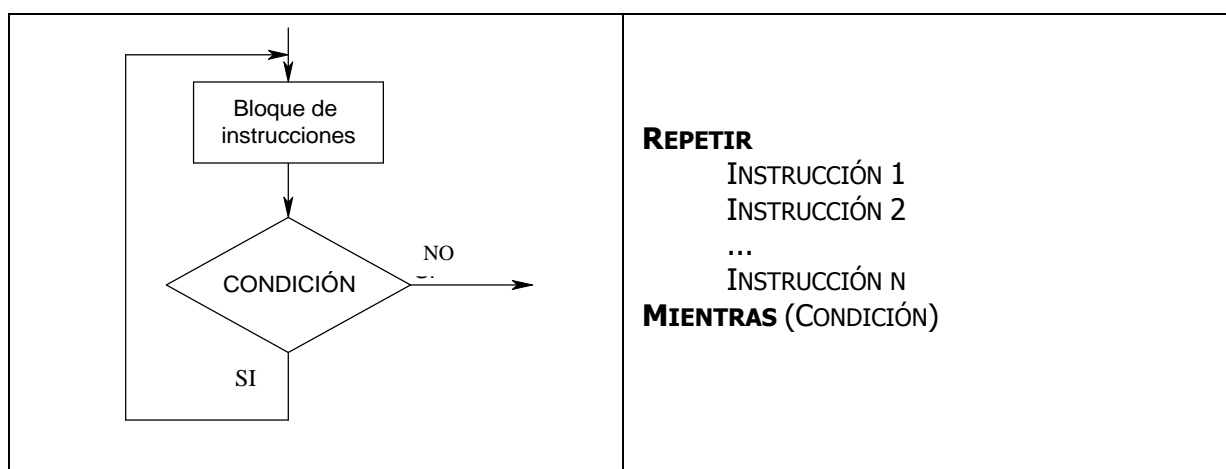 Bloque de
instrucciones
CONDICIÓN
NO
SI
REPETIR
INSTRUCCIÓN 1
INSTRUCCIÓN 2
...
INSTRUCCIÓN N
MIENTRAS (CONDICIÓN)